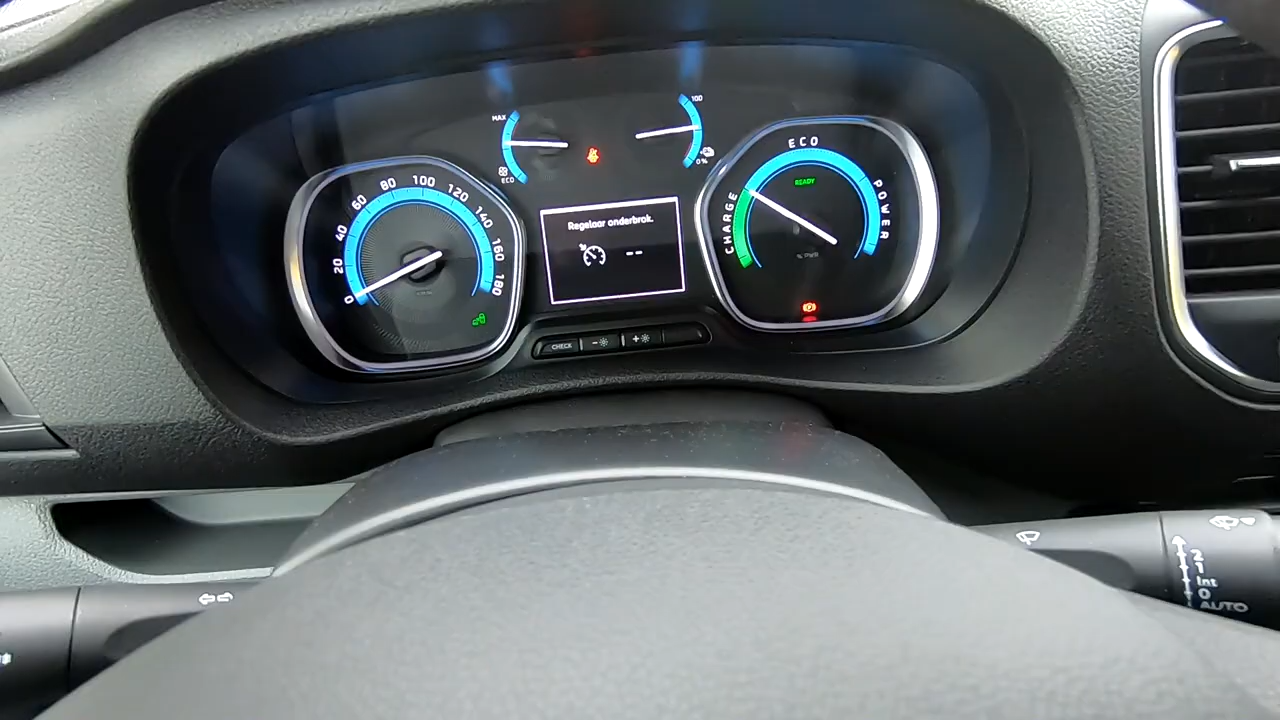 MAX
ECO
100
0%
0
20
40
60
80
100
120
140
160
180
Regelaar onderbrok.
--
ECO
READY
CHARGE
POWER
% PWR
CHECK
-
+
2
1
Int
0
AUTO